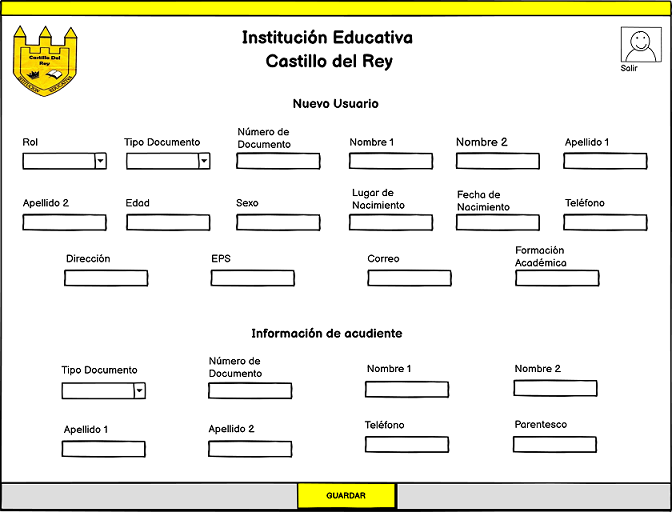 Institución Educativa
Castillo del Rey
Castillo Del
Rey
INSTITUCION EDUCATIVA
Salir
Nuevo Usuario
Rol
Tipo Documento
Número de
Documento
Nombre 1
Nombre 2
Apellido 1
Apellido 2
Edad
Sexo
Lugar de
Nacimiento
Fecha de
Nacimiento
Teléfono
Dirección
EPS
Correo
Formación
Académica
Información de acudiente
Tipo Documento
Número de
Documento
Nombre 1
Nombre 2
Apellido 1
Apellido 2
Teléfono
Parentesco
GUARDAR